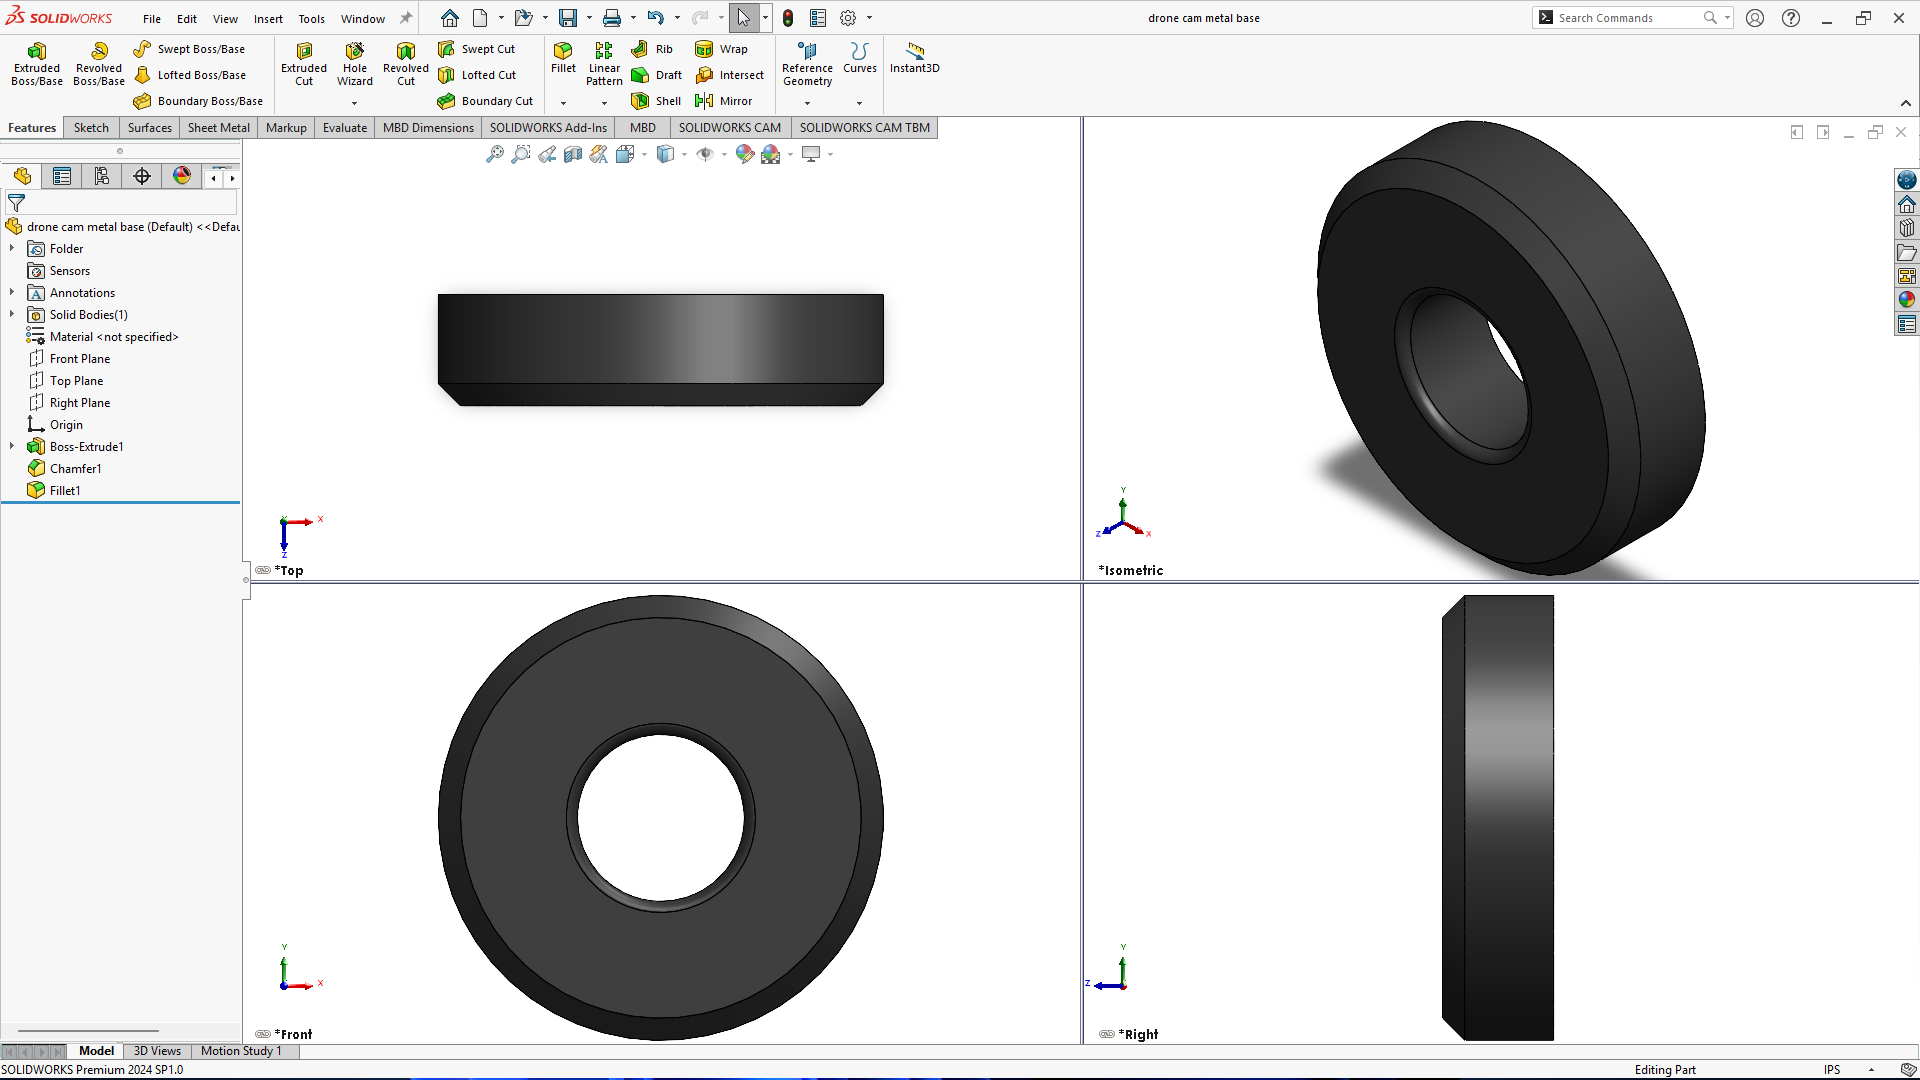 SOLIDWORKS File Edit View Insert Tools Window drone cam metal base Search Commands
Extruded Boss/Base
Revolved Boss/Base
Swept Boss/Base
Lofted Boss/Base
Boundary Boss/Base
Extruded Cut
Hole Wizard
Revolved Cut
Swept Cut
Lofted Cut
Boundary Cut
Fillet
Linear Pattern
Rib
Draft
Shell
Wrap
Intersect
Mirror
Reference Geometry
Curves
Instant3D
Features Sketch Surfaces Sheet Metal Markup Evaluate MBD Dimensions SOLIDWORKS Add-Ins MBD SOLIDWORKS CAM SOLIDWORKS CAM TBM
drone cam metal base (Default) <<Defau
Folder
Sensors
Annotations
Solid Bodies(1)
Material <not specified>
Front Plane
Top Plane
Right Plane
Origin
Boss-Extrude1
Chamfer1
Fillet1
X
Z
*Top
Y
Z
X
*Isometric
Y
X
*Front
Y
Z
*Right
Model 3D Views Motion Study 1
SOLIDWORKS Premium 2024 SP1.0 Editing Part IPS